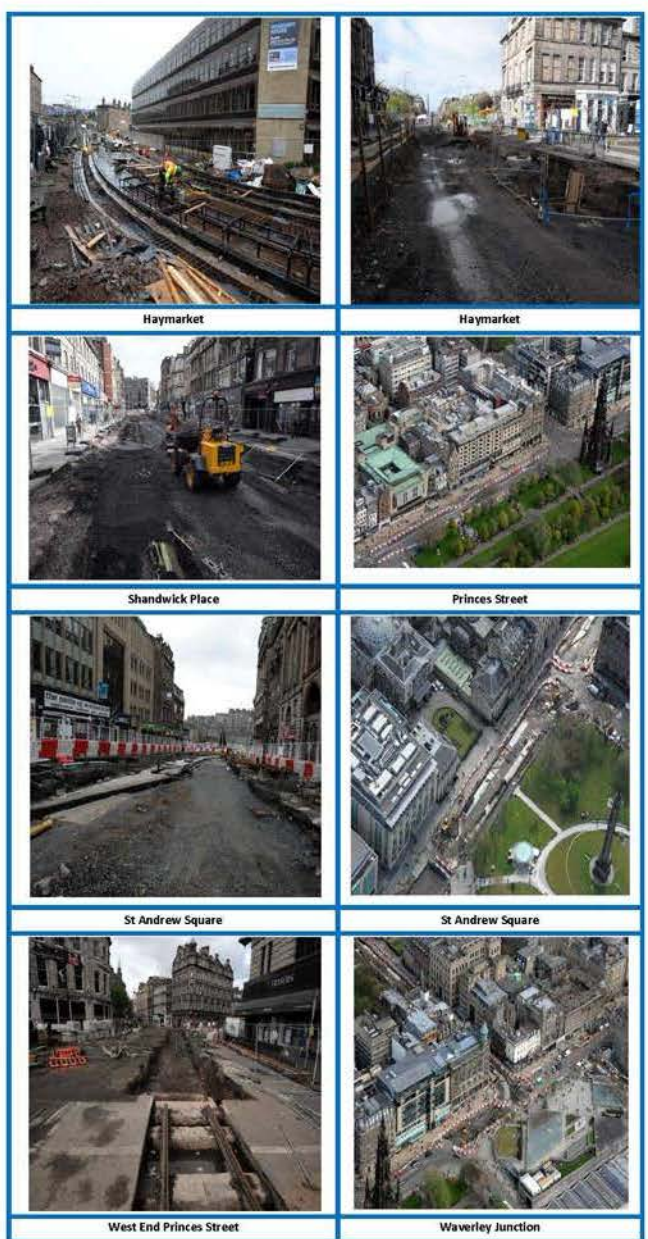 Haymarket
Haymarket
Shandwick Place
Princes Street
St Andrew Square
St Andrew Square
West End Princes Street
Waverley Junction